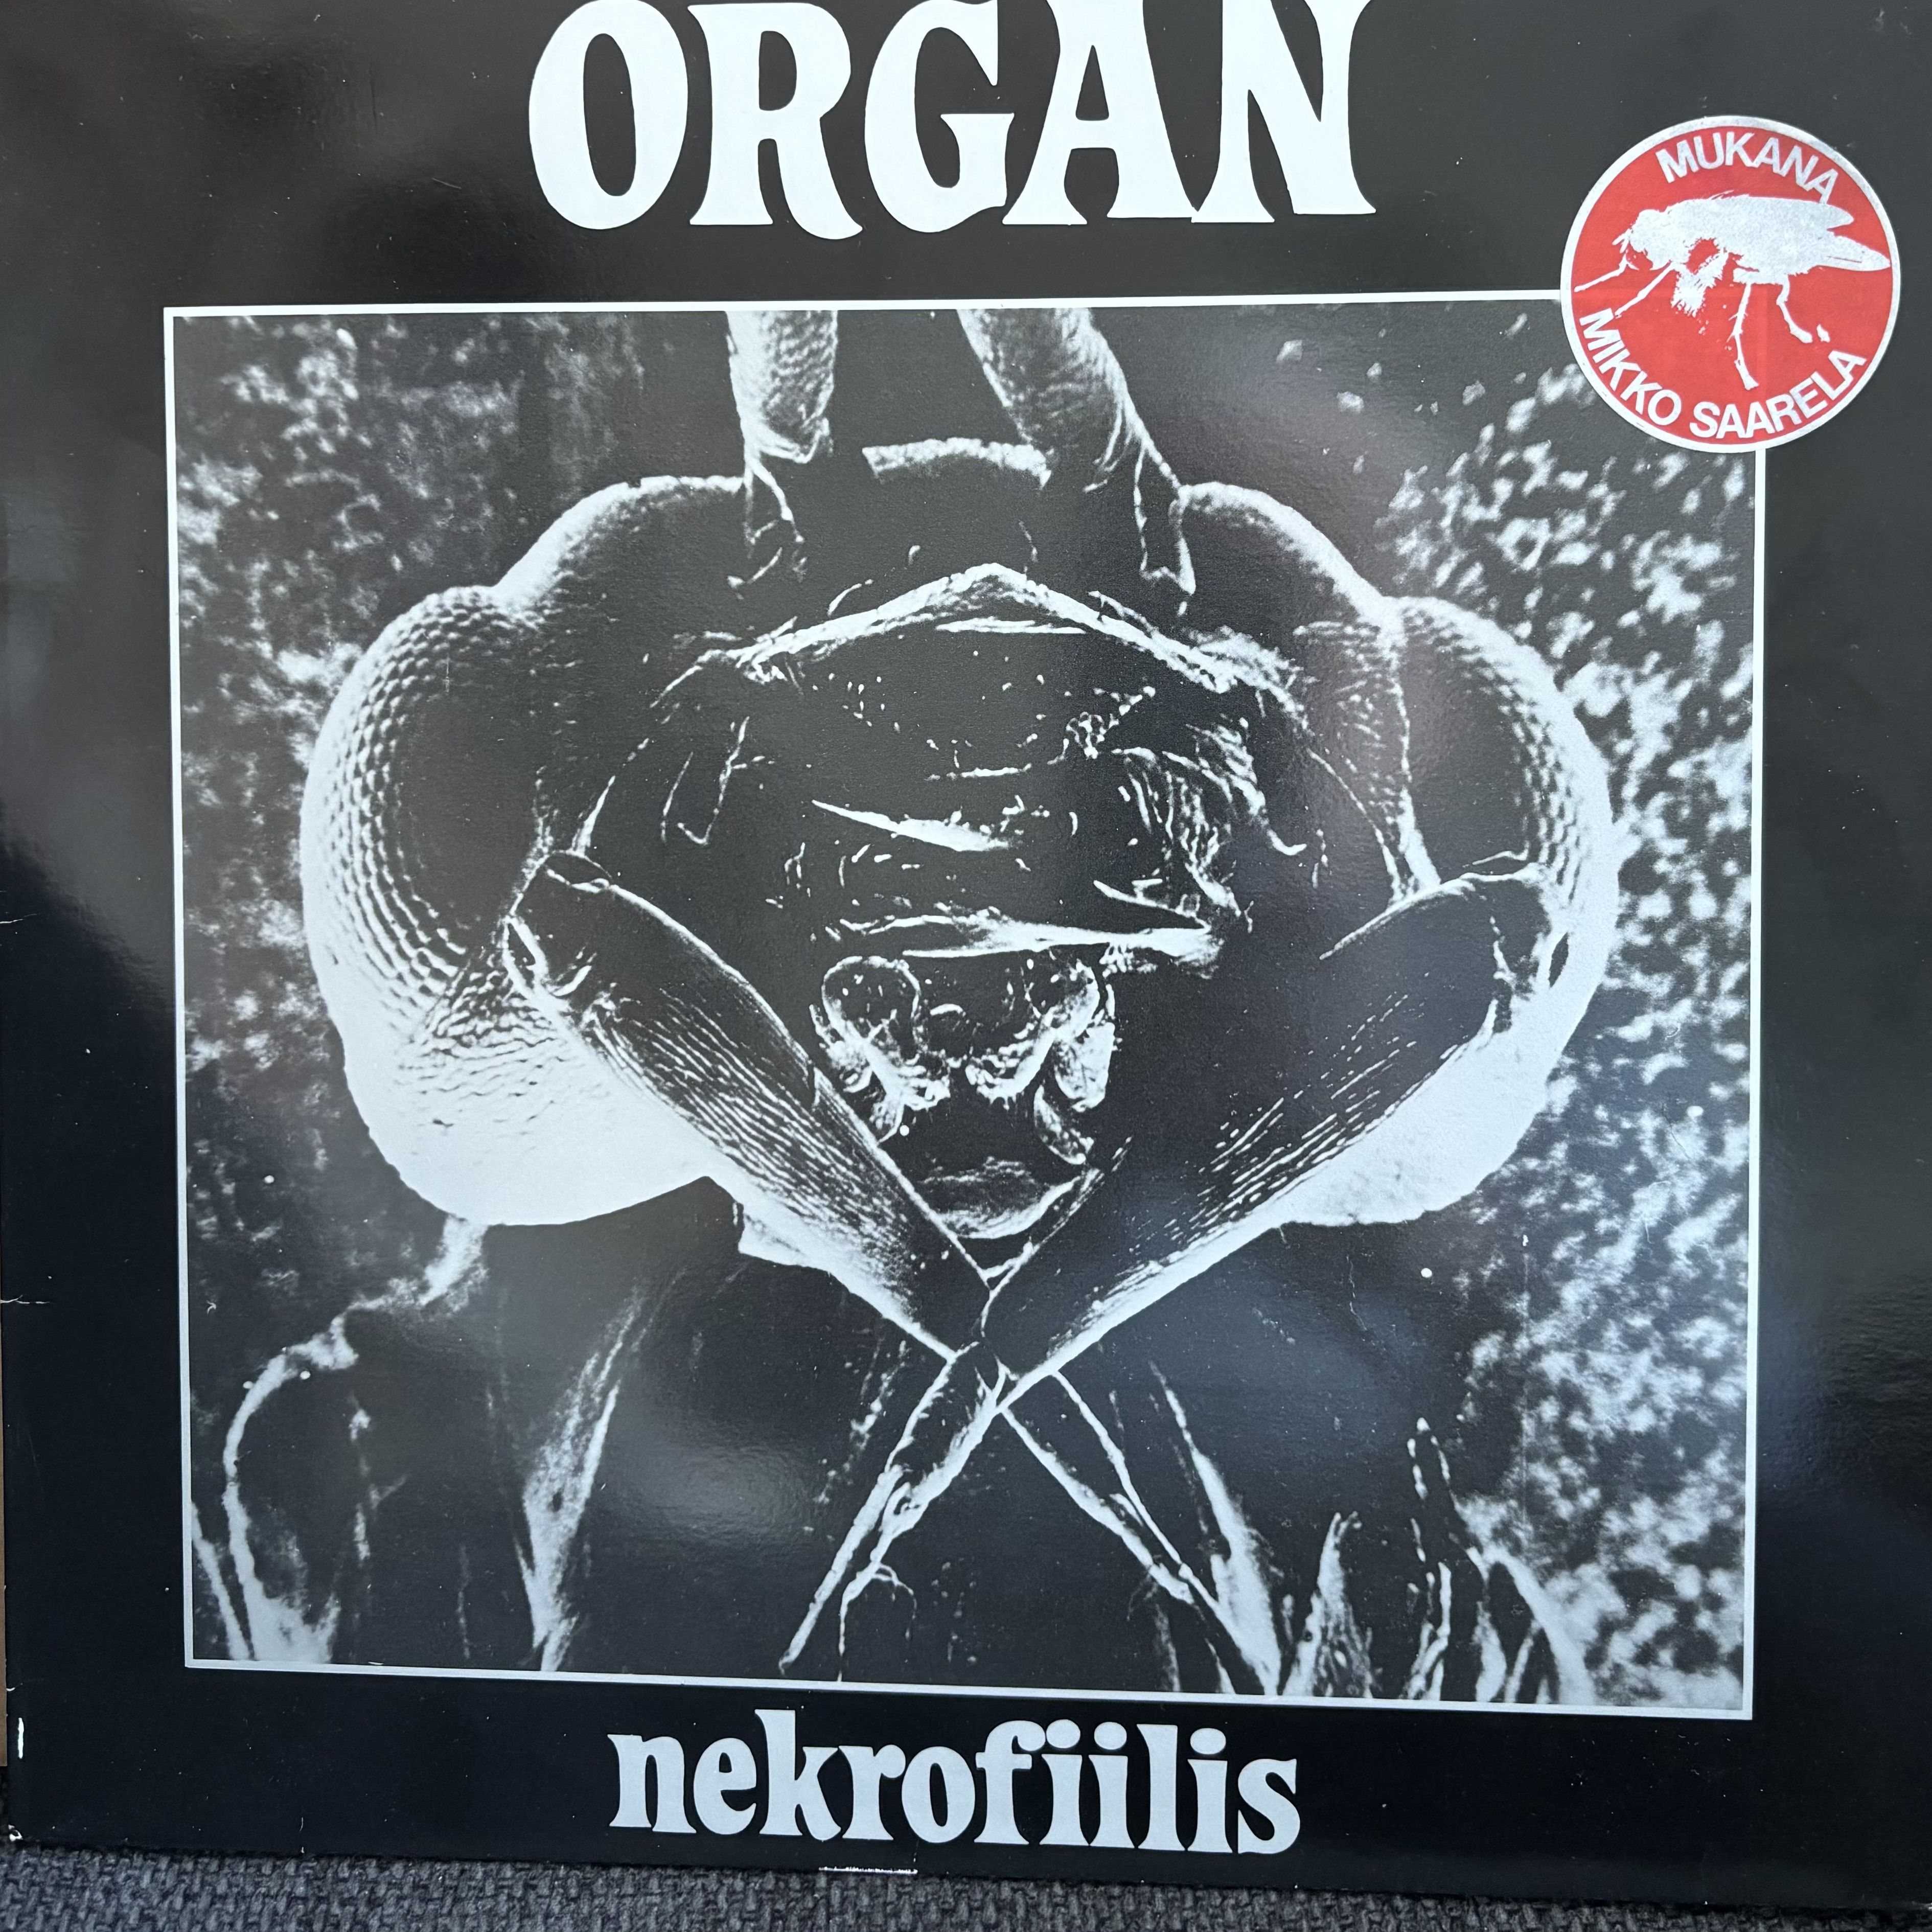 ORGAN
MUKANA
MIKKO SAARELA
nekrofiilis